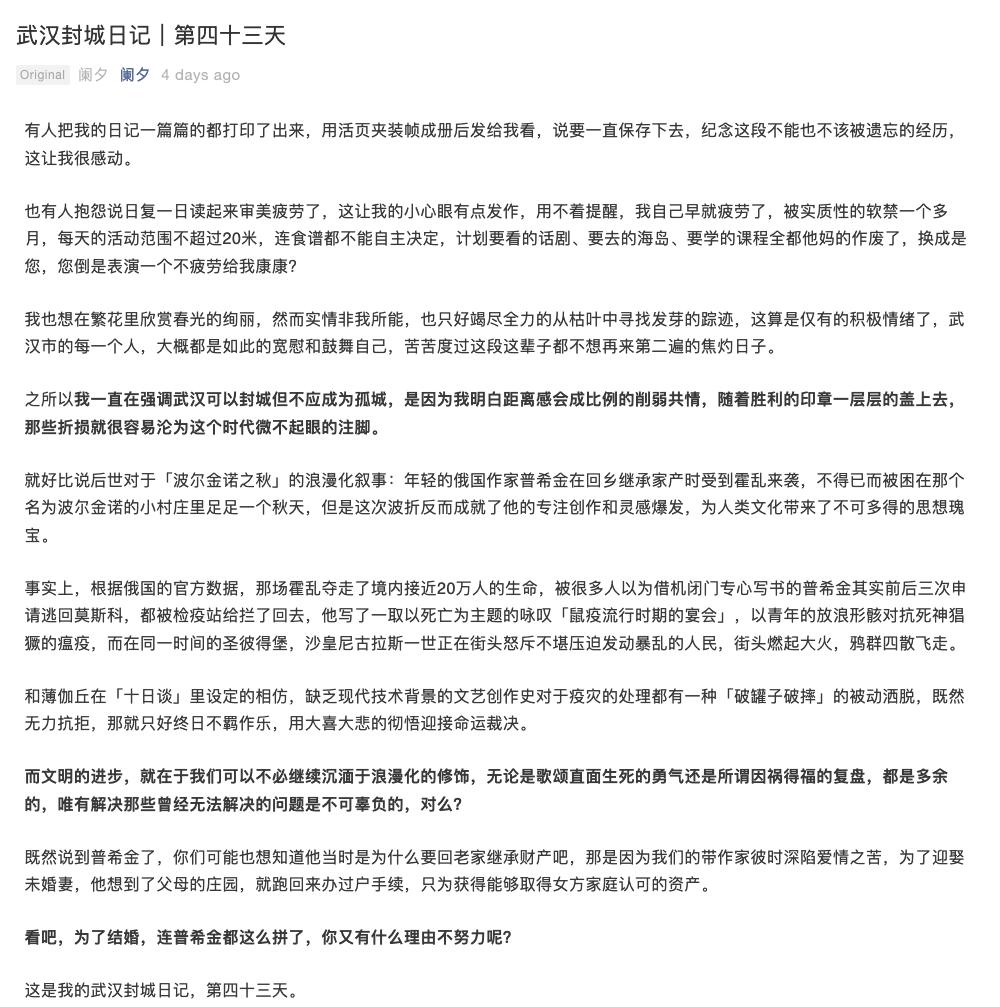 武汉封城日记｜第四十三天
Original 阑夕 阑夕 4 days ago
有人把我的日记一篇篇的都打印了出来，用活页夹装帧成册后发给我看，说要一直保存下去，纪念这段不能也不该被遗忘的经历，
这让我很感动。
也有人抱怨说日复一日读起来审美疲劳了，这让我的小心眼有点发作，用不着提醒，我自己早就疲劳了，被实质性的软禁一个多
月，每天的活动范围不超过20米，连食谱都不能自主决定，计划要看的话剧、要去的海岛、要学的课程全都他妈的作废了，换成是
您，您倒是表演一个不疲劳给我康康？
我也想在繁花里欣赏春光的绚丽，然而实情非我所能，也只好竭尽全力的从枯叶中寻找发芽的踪迹，这算是仅有的积极情绪了，武
汉市的每一个人，大概都是如此的宽慰和鼓舞自己，苦苦度过这段这辈子都不想再来第二遍的焦灼日子。
之所以我一直在强调武汉可以封城但不应成为孤城，是因为我明白距离感会成比例的削弱共情，随着胜利的印章一层层的盖上去，
那些折损就很容易沦为这个时代微不起眼的注脚。
就好比说后世对于「波尔金诺之秋」的浪漫化叙事：年轻的俄国作家普希金在回乡继承家产时受到霍乱来袭，不得已而被困在那个
名为波尔金诺的小村庄里足足一个秋天，但是这次波折反而成就了他的专注创作和灵感爆发，为人类文化带来了不可多得的思想瑰
宝。
事实上，根据俄国的官方数据，那场霍乱夺走了境内接近20万人的生命，被很多人以为借机闭门专心写书的普希金其实前后三次申
请逃回莫斯科，都被检疫站给拦了回去，他写了一取以死亡为主题的咏叹「鼠疫流行时期的宴会」，以青年的放浪形骸对抗死神猖
獗的瘟疫，而在同一时间的圣彼得堡，沙皇尼古拉斯一世正在街头怒斥不堪压迫发动暴乱的人民，街头燃起大火，鸦群四散飞走。
和薄伽丘在「十日谈」里设定的相仿，缺乏现代技术背景的文艺创作史对于疫灾的处理都有一种「破罐子破摔」的被动洒脱，既然
无力抗拒，那就只好终日不羁作乐，用大喜大悲的彻悟迎接命运裁决。
而文明的进步，就在于我们可以不必继续沉湎于浪漫化的修饰，无论是歌颂直面生死的勇气还是所谓因祸得福的复盘，都是多余
的，唯有解决那些曾经无法解决的问题是不可辜负的，对么？
既然说到普希金了，你们可能也想知道他当时是为什么要回老家继承财产吧，那是因为我们的带作家彼时深陷爱情之苦，为了迎娶
未婚妻，他想到了父母的庄园，就跑回来办过户手续，只为获得能够取得女方家庭认可的资产。
看吧，为了结婚，连普希金都这么拼了，你又有什么理由不努力呢？
这是我的武汉封城日记，第四十三天。